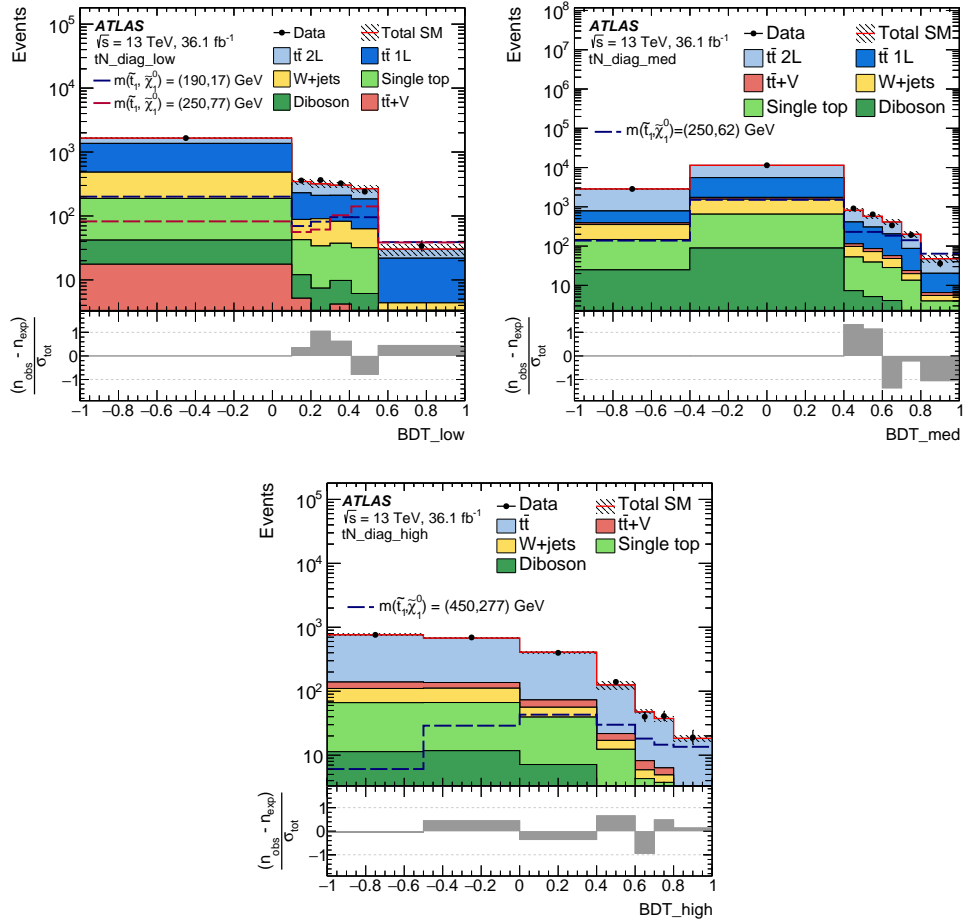 Events
10⁵
10⁴
10³
10²
10
ATLAS
√s = 13 TeV, 36.1 fb⁻¹
tN_diag_low
m(t̃₁, χ̃₁⁰) = (190,17) GeV
m(t̃₁, χ̃₁⁰) = (250,77) GeV
Data Total SM
tt̄ 2L tt̄ 1L
W+jets Single top
Diboson tt̄+V
(n_obs - n_exp) / σ_tot
1
0
−1
−1 −0.8 −0.6 −0.4 −0.2 0 0.2 0.4 0.6 0.8 1
BDT_low
Events
10⁸
10⁷
10⁶
10⁵
10⁴
10³
10²
10
1
ATLAS
√s = 13 TeV, 36.1 fb⁻¹
tN_diag_med
Data Total SM
tt̄ 2L tt̄ 1L
tt̄+V W+jets
Single top Diboson
m(t̃₁,χ̃₁⁰)=(250,62) GeV
(n_obs - n_exp) / σ_tot
1
0
−1
−1 −0.8 −0.6 −0.4 −0.2 0 0.2 0.4 0.6 0.8 1
BDT_med
Events
10⁵
10⁴
10³
10²
10
ATLAS
√s = 13 TeV, 36.1 fb⁻¹
tN_diag_high
Data Total SM
tt̄ tt̄+V
W+jets Single top
Diboson
m(t̃₁,χ̃₁⁰) = (450,277) GeV
(n_obs - n_exp) / σ_tot
1
0
−1
−1 −0.8 −0.6 −0.4 −0.2 0 0.2 0.4 0.6 0.8 1
BDT_high